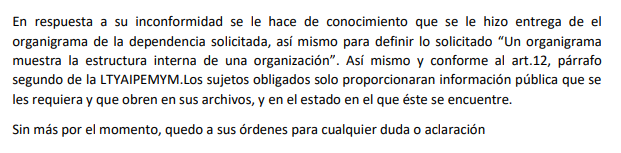 En respuesta a su inconformidad se le hace de conocimiento que se le hizo entrega de el
organigrama de la dependencia solicitada, así mismo para definir lo solicitado “Un organigrama
muestra la estructura interna de una organización”. Así mismo y conforme al art.12, párrafo
segundo de la LTYAIPEMYM.Los sujetos obligados solo proporcionaran información pública que se
les requiera y que obren en sus archivos, y en el estado en el que éste se encuentre.
Sin más por el momento, quedo a sus órdenes para cualquier duda o aclaración